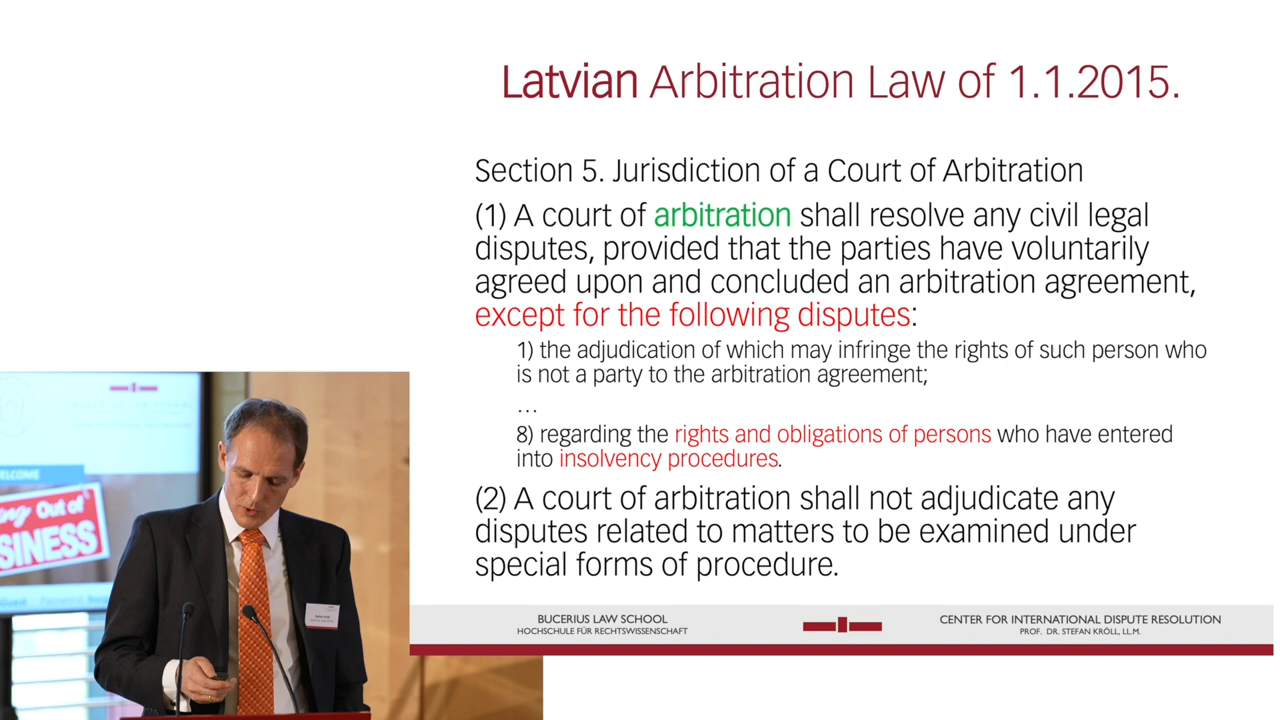 Latvian Arbitration Law of 1.1.2015.
Section 5. Jurisdiction of a Court of Arbitration
(1) A court of arbitration shall resolve any civil legal
disputes, provided that the parties have voluntarily
agreed upon and concluded an arbitration agreement,
except for the following disputes:
1) the adjudication of which may infringe the rights of such person who
is not a party to the arbitration agreement;
…
8) regarding the rights and obligations of persons who have entered
into insolvency procedures.
(2) A court of arbitration shall not adjudicate any
disputes related to matters to be examined under
special forms of procedure.
Out of
BUCERIUS LAW SCHOOL
HOCHSCHULE FÜR RECHTSWISSENSCHAFT
CENTER FOR INTERNATIONAL DISPUTE RESOLUTION
PROF. DR. STEFAN KRÖLL, LL.M.